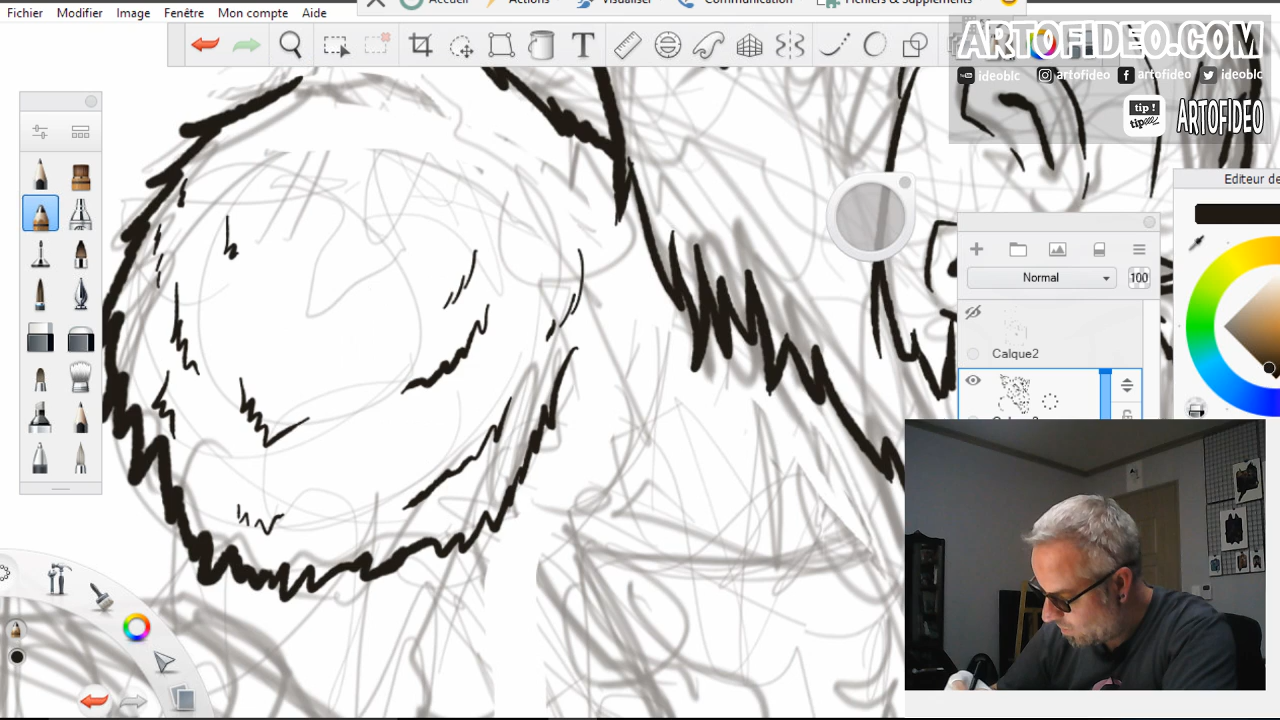 Accueil Actions Visualiser Communication Fichiers & Suppléments
Fichier Modifier Image Fenêtre Mon compte Aide
ARTOFIDEO.COM
ideoblc artofideo artofideo ideoblc
tip !
tip
ARTOFIDEO
T
Editeur de
Normal 100
Calque2